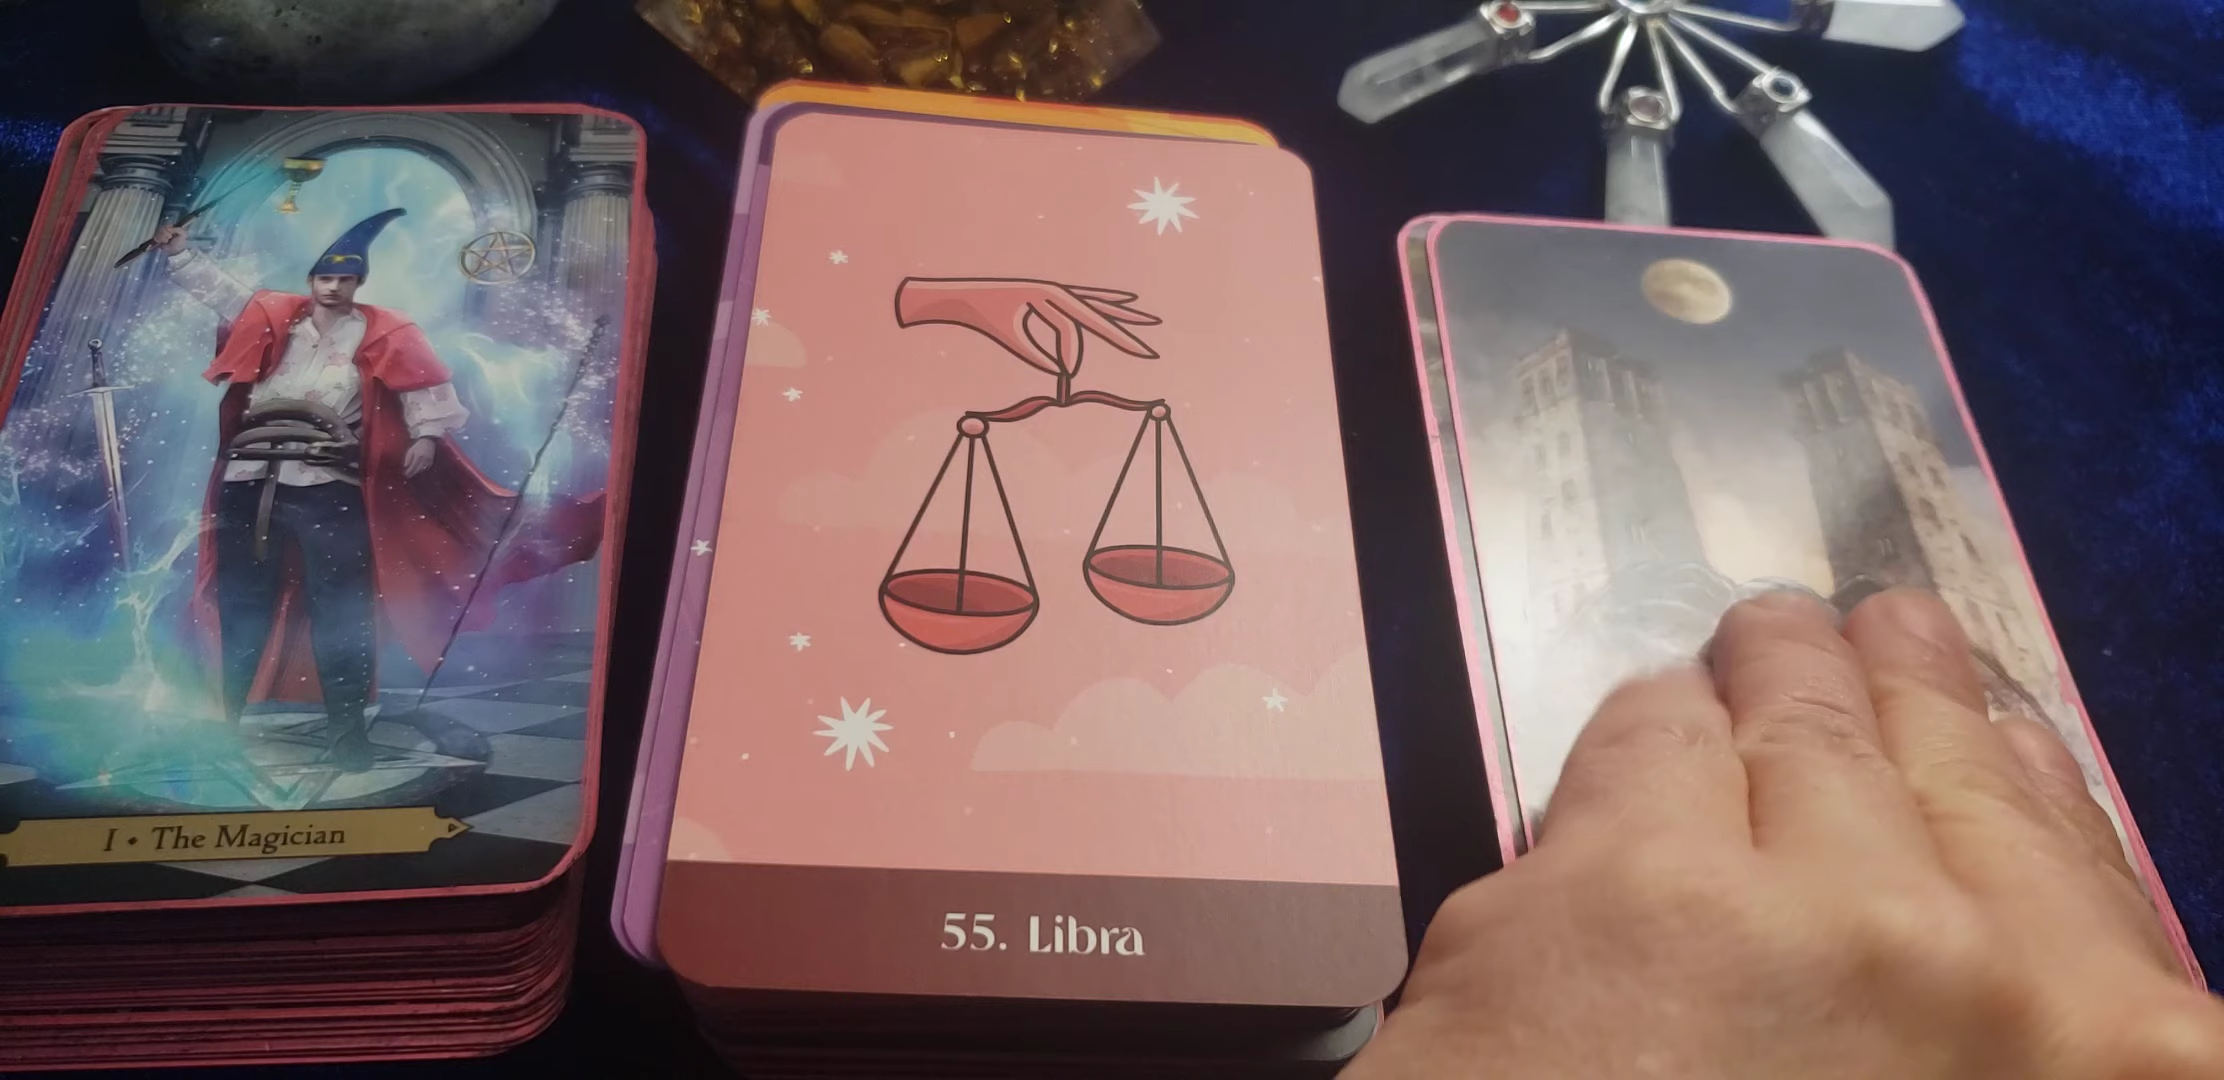 I • The Magician
55. Libra